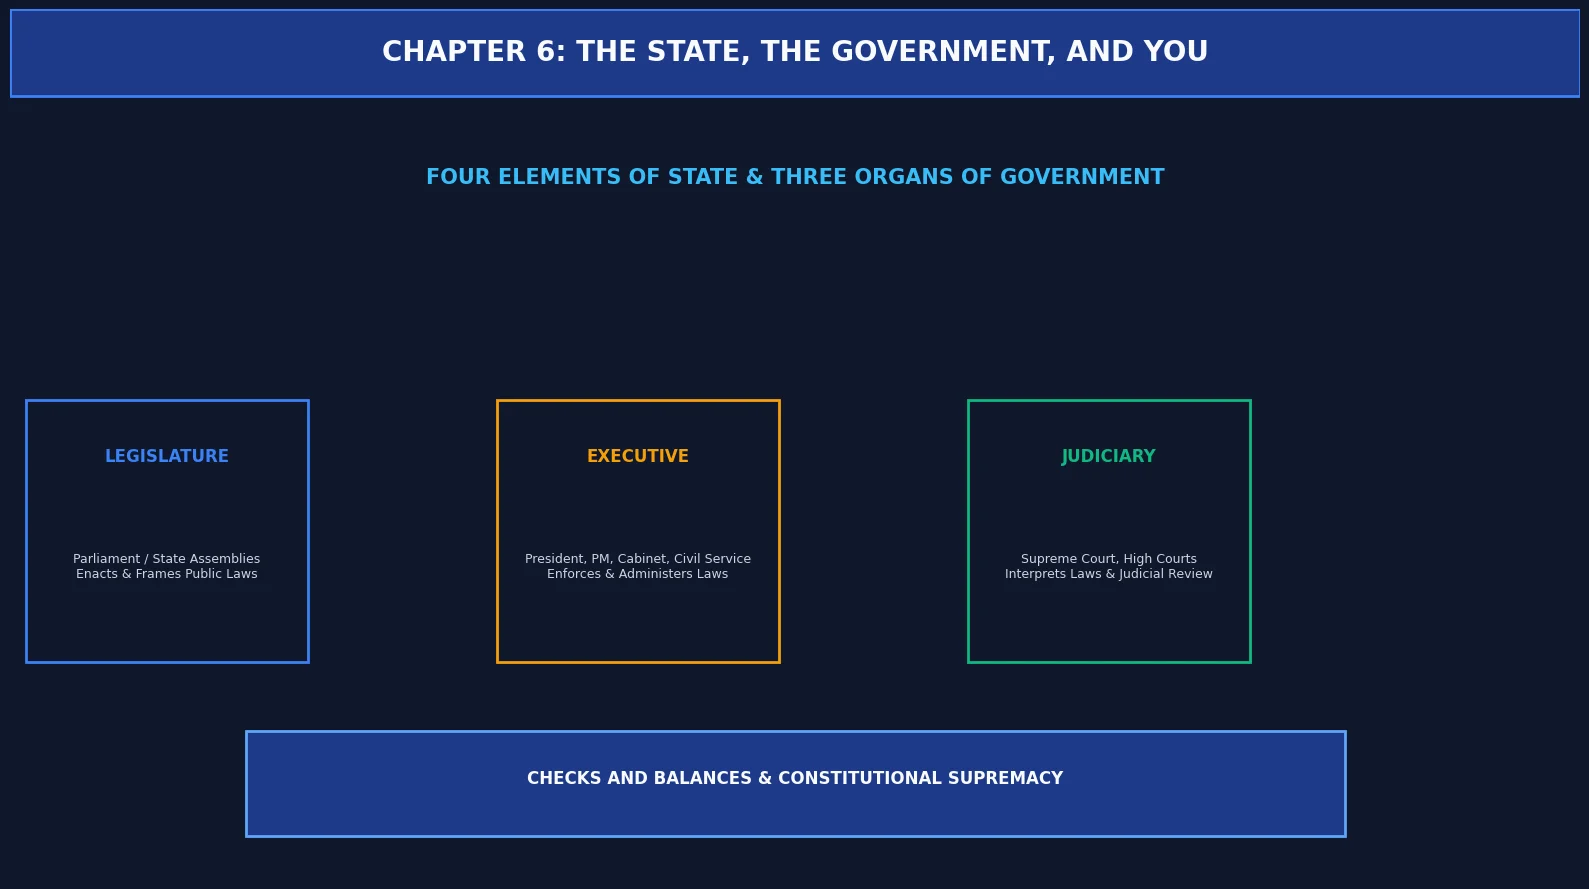 CHAPTER 6: THE STATE, THE GOVERNMENT, AND YOU
FOUR ELEMENTS OF STATE & THREE ORGANS OF GOVERNMENT
LEGISLATURE
Parliament / State Assemblies
Enacts & Frames Public Laws
EXECUTIVE
President, PM, Cabinet, Civil Service
Enforces & Administers Laws
JUDICIARY
Supreme Court, High Courts
Interprets Laws & Judicial Review
CHECKS AND BALANCES & CONSTITUTIONAL SUPREMACY